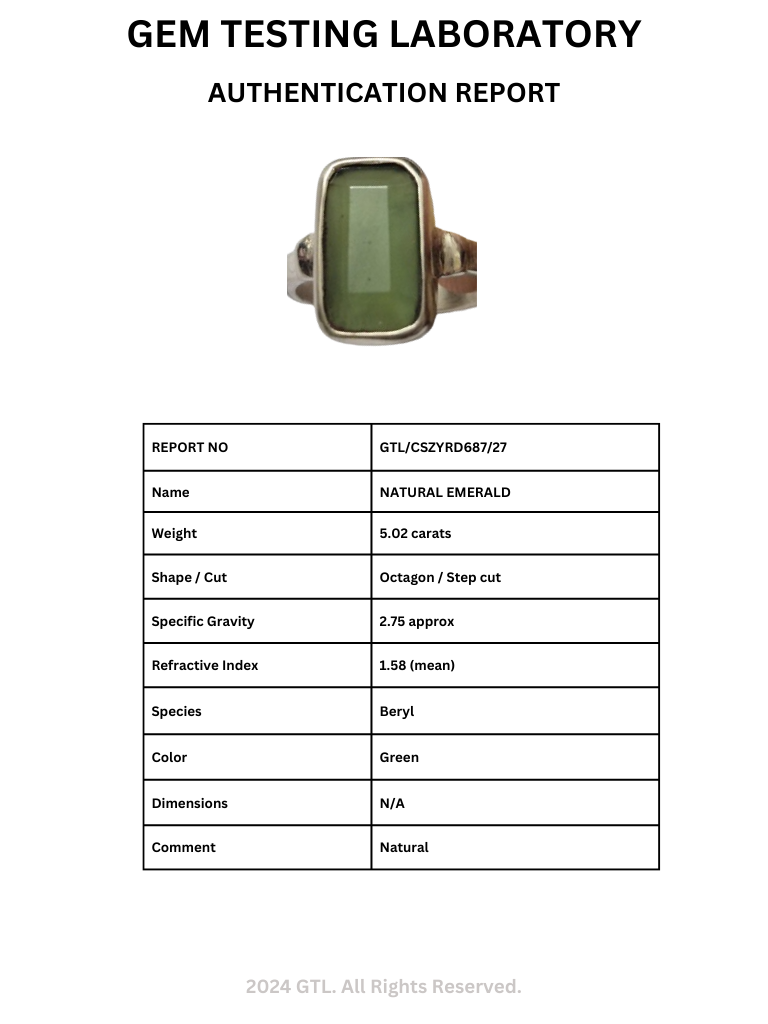 GEM TESTING LABORATORY
AUTHENTICATION REPORT
REPORT NO GTL/CSZYRD687/27
Name NATURAL EMERALD
Weight 5.02 carats
Shape / Cut Octagon / Step cut
Specific Gravity 2.75 approx
Refractive Index 1.58 (mean)
Species Beryl
Color Green
Dimensions N/A
Comment Natural
2024 GTL. All Rights Reserved.